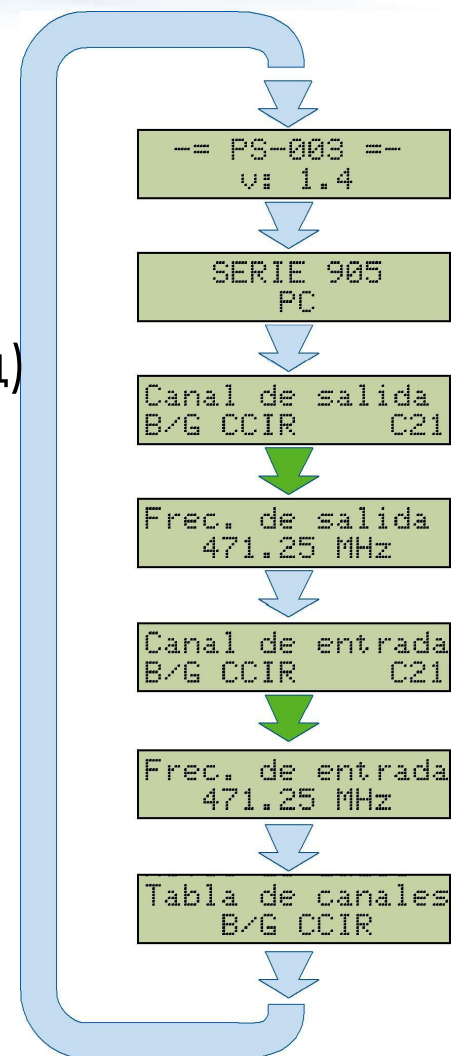 -= PS-003 =-
v: 1.4
SERIE 905
PC
д)
Canal de salida
B/G CCIR C21
Frec. de salida
471.25 MHz
Canal de entrada
B/G CCIR C21
Frec. de entrada
471.25 MHz
Tabla de canales
B/G CCIR